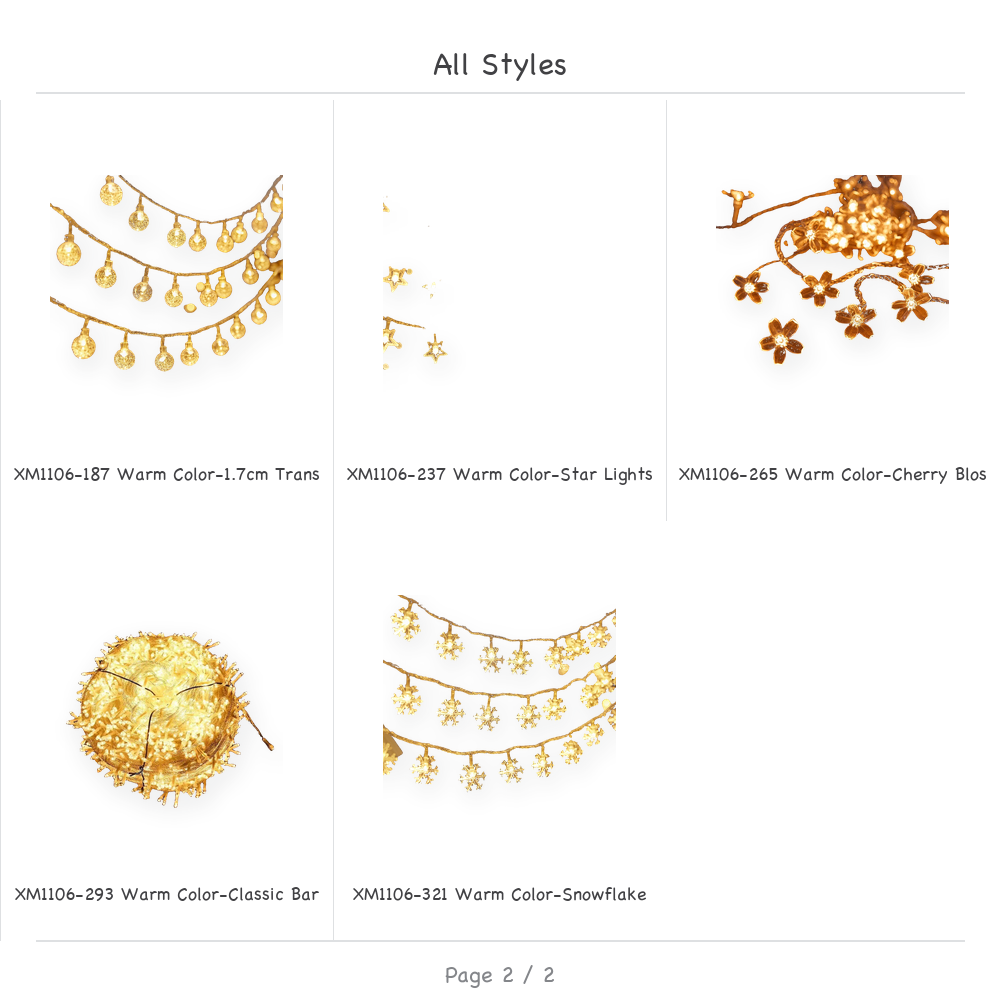 All Styles
XM1106-187 Warm Color-1.7cm Trans
XM1106-237 Warm Color-Star Lights
XM1106-265 Warm Color-Cherry Blos
XM1106-293 Warm Color-Classic Bar
XM1106-321 Warm Color-Snowflake
Page 2 / 2